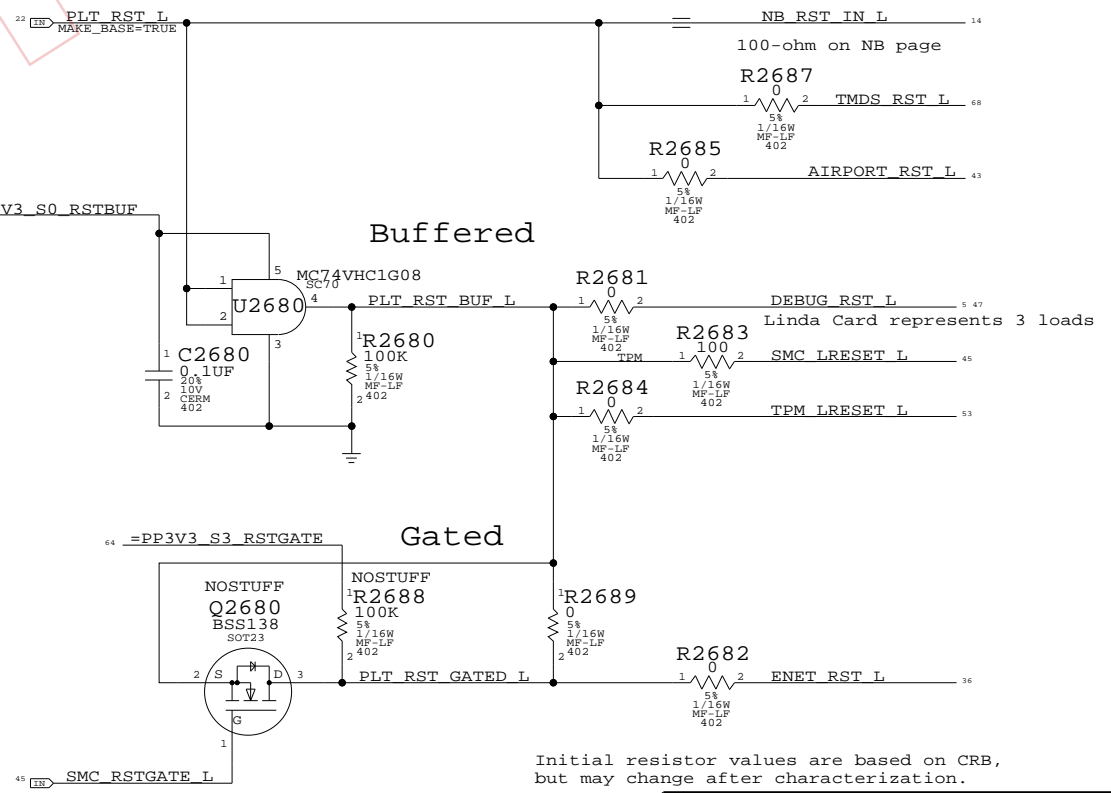 22 IN PLT_RST_L
MAKE_BASE=TRUE
NB_RST_IN_L 14
100-ohm on NB page
R2687
0
1 2 TMDS_RST_L 68
5%
1/16W
MF-LF
402
R2685
0
1 2 AIRPORT_RST_L 43
5%
1/16W
MF-LF
402
V3_S0_RSTBUF
Buffered
5 MC74VHC1G08
SC70
1
U2680 4
2
3
PLT_RST_BUF_L
R2681
0
1 2 DEBUG_RST_L 5 47
5%
1/16W
MF-LF
402
Linda Card represents 3 loads
1 C2680
0.1UF
20%
10V
2 CERM
402
1 R2680
100K
5%
1/16W
MF-LF
2 402
R2683
TPM 1 100 2 SMC_LRESET_L 45
5%
1/16W
MF-LF
402
R2684
0
1 2 TPM_LRESET_L 53
5%
1/16W
MF-LF
402
Gated
64 =PP3V3_S3_RSTGATE
NOSTUFF
Q2680
BSS138
SOT23
2 S D 3
G
1
NOSTUFF
1 R2688
100K
5%
1/16W
MF-LF
2 402
1 R2689
0
5%
1/16W
MF-LF
2 402
PLT_RST_GATED_L
R2682
0
1 2 ENET_RST_L 36
5%
1/16W
MF-LF
402
45 IN SMC_RSTGATE_L
Initial resistor values are based on CRB,
but may change after characterization.